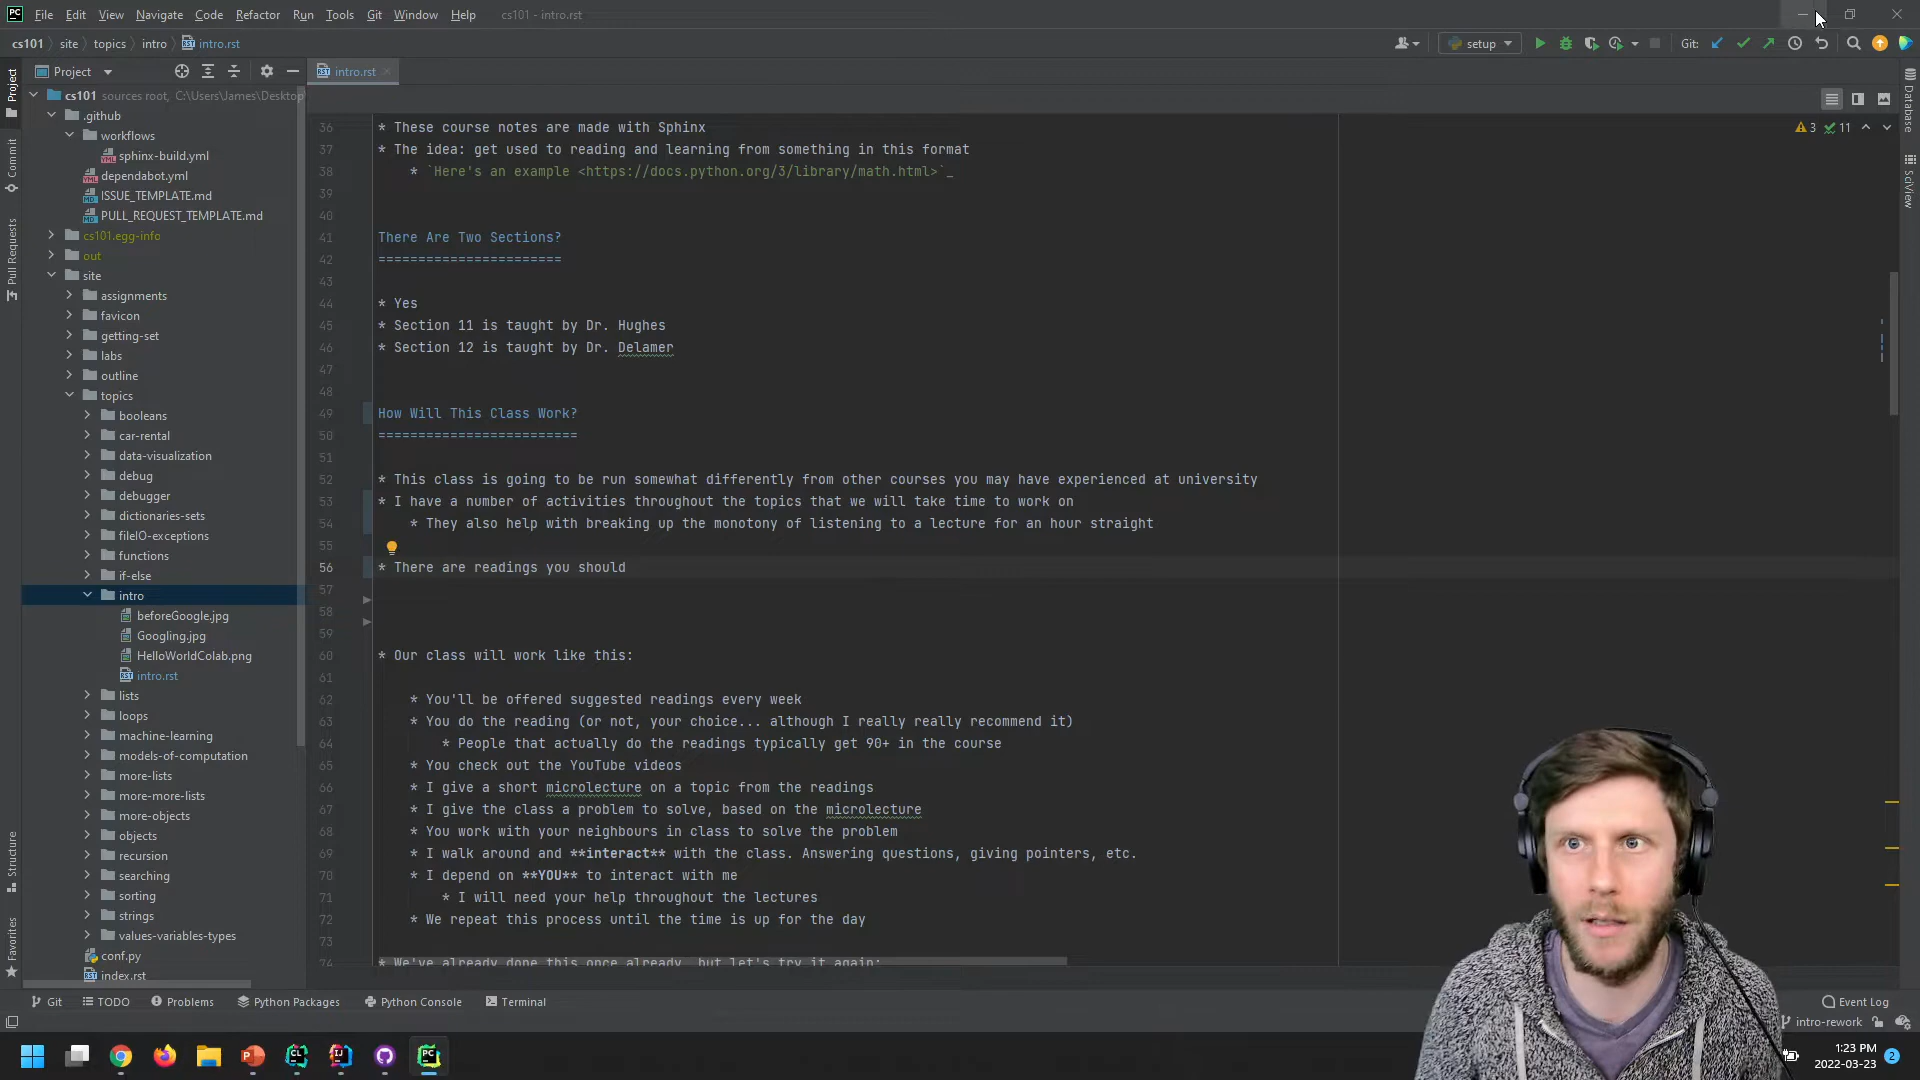 PC File Edit View Navigate Code Refactor Run Tools Git Window Help cs101 - intro.rst
cs101 site topics intro intro.rst setup Git:
Project intro.rst
Project
Commit
Pull Requests
Structure
Favorites
cs101 sources root, C:\Users\James\Desktop
.github
workflows
sphinx-build.yml
dependabot.yml
ISSUE_TEMPLATE.md
PULL_REQUEST_TEMPLATE.md
cs101.egg-info
out
site
assignments
favicon
getting-set
labs
outline
topics
booleans
car-rental
data-visualization
debug
debugger
dictionaries-sets
fileIO-exceptions
functions
if-else
intro
beforeGoogle.jpg
Googling.jpg
HelloWorldColab.png
intro.rst
lists
loops
machine-learning
models-of-computation
more-lists
more-more-lists
more-objects
objects
recursion
searching
sorting
strings
values-variables-types
conf.py
index.rst
3 11
36 * These course notes are made with Sphinx
37 * The idea: get used to reading and learning from something in this format
38 * `Here's an example <https://docs.python.org/3/library/math.html>`_
39
40
41 There Are Two Sections?
42 =======================
43
44 * Yes
45 * Section 11 is taught by Dr. Hughes
46 * Section 12 is taught by Dr. Delamer
47
48
49 How Will This Class Work?
50 =========================
51
52 * This class is going to be run somewhat differently from other courses you may have experienced at university
53 * I have a number of activities throughout the topics that we will take time to work on
54 * They also help with breaking up the monotony of listening to a lecture for an hour straight
55
56 * There are readings you should
57
58
59
60 * Our class will work like this:
61
62 * You'll be offered suggested readings every week
63 * You do the reading (or not, your choice... although I really really recommend it)
64 * People that actually do the readings typically get 90+ in the course
65 * You check out the YouTube videos
66 * I give a short microlecture on a topic from the readings
67 * I give the class a problem to solve, based on the microlecture
68 * You work with your neighbours in class to solve the problem
69 * I walk around and **interact** with the class. Answering questions, giving pointers, etc.
70 * I depend on **YOU** to interact with me
71 * I will need your help throughout the lectures
72 * We repeat this process until the time is up for the day
73
74 * We've already done this once already, but let's try it again:
Database
SciView
Git TODO Problems Python Packages Python Console Terminal Event Log
intro-rework
1:23 PM
2022-03-23 2